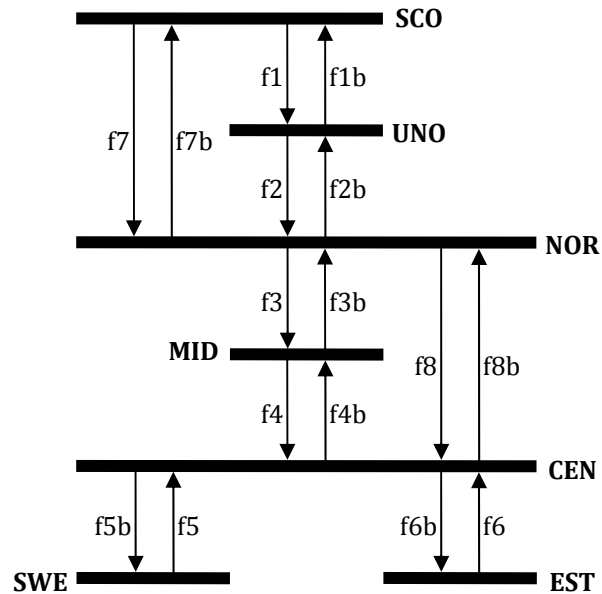 SCO
f1 f1b
f7 f7b
UNO
f2 f2b
NOR
f3 f3b
MID
f8 f8b
f4 f4b
CEN
f5b f5 f6b f6
SWE EST